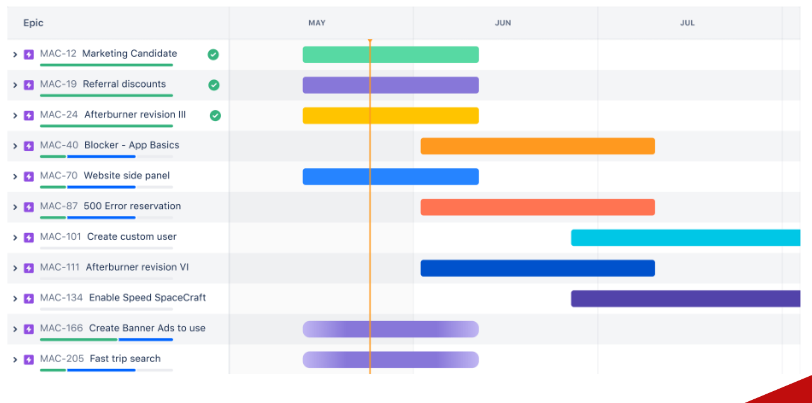 Epic MAY JUN JUL
MAC-12 Marketing Candidate
MAC-19 Referral discounts
MAC-24 Afterburner revision III
MAC-40 Blocker - App Basics
MAC-70 Website side panel
MAC-87 500 Error reservation
MAC-101 Create custom user
MAC-111 Afterburner revision VI
MAC-134 Enable Speed SpaceCraft
MAC-166 Create Banner Ads to use
MAC-205 Fast trip search